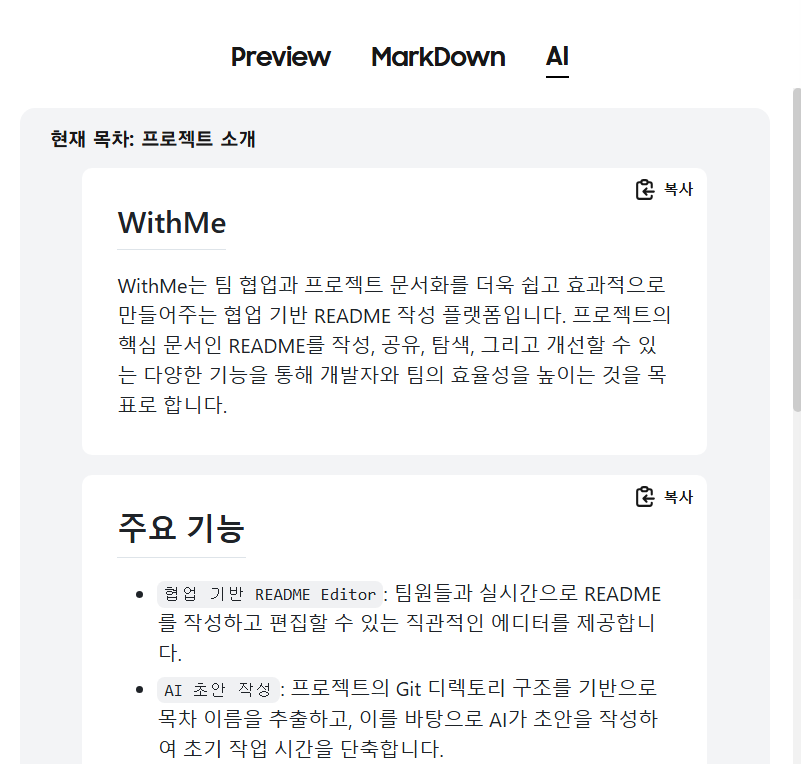 Preview MarkDown AI
현재 목차: 프로젝트 소개
복사
WithMe
WithMe는 팀 협업과 프로젝트 문서화를 더욱 쉽고 효과적으로
만들어주는 협업 기반 README 작성 플랫폼입니다. 프로젝트의
핵심 문서인 README를 작성, 공유, 탐색, 그리고 개선할 수 있
는 다양한 기능을 통해 개발자와 팀의 효율성을 높이는 것을 목
표로 합니다.
복사
주요 기능
• 협업 기반 README Editor: 팀원들과 실시간으로 README
를 작성하고 편집할 수 있는 직관적인 에디터를 제공합니
다.
• AI 초안 작성: 프로젝트의 Git 디렉토리 구조를 기반으로
목차 이름을 추출하고, 이를 바탕으로 AI가 초안을 작성하
여 초기 작업 시간을 단축합니다.